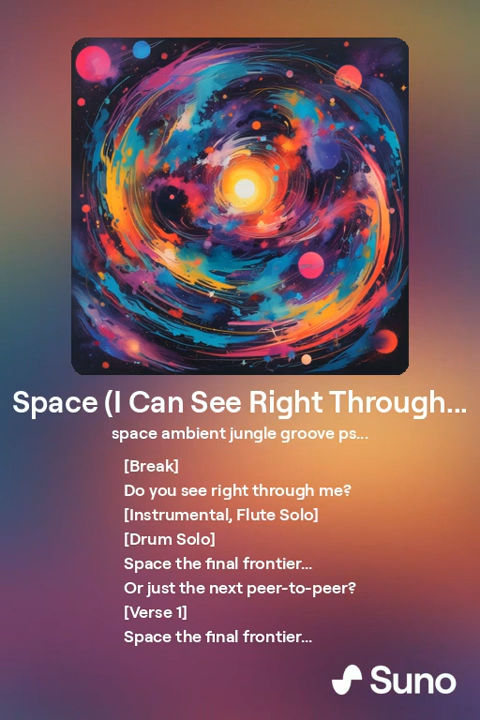 Space (I Can See Right Through...
space ambient jungle groove ps...
[Break]
Do you see right through me?
[Instrumental, Flute Solo]
[Drum Solo]
Space the final frontier...
Or just the next peer-to-peer?
[Verse 1]
Space the final frontier...
Suno